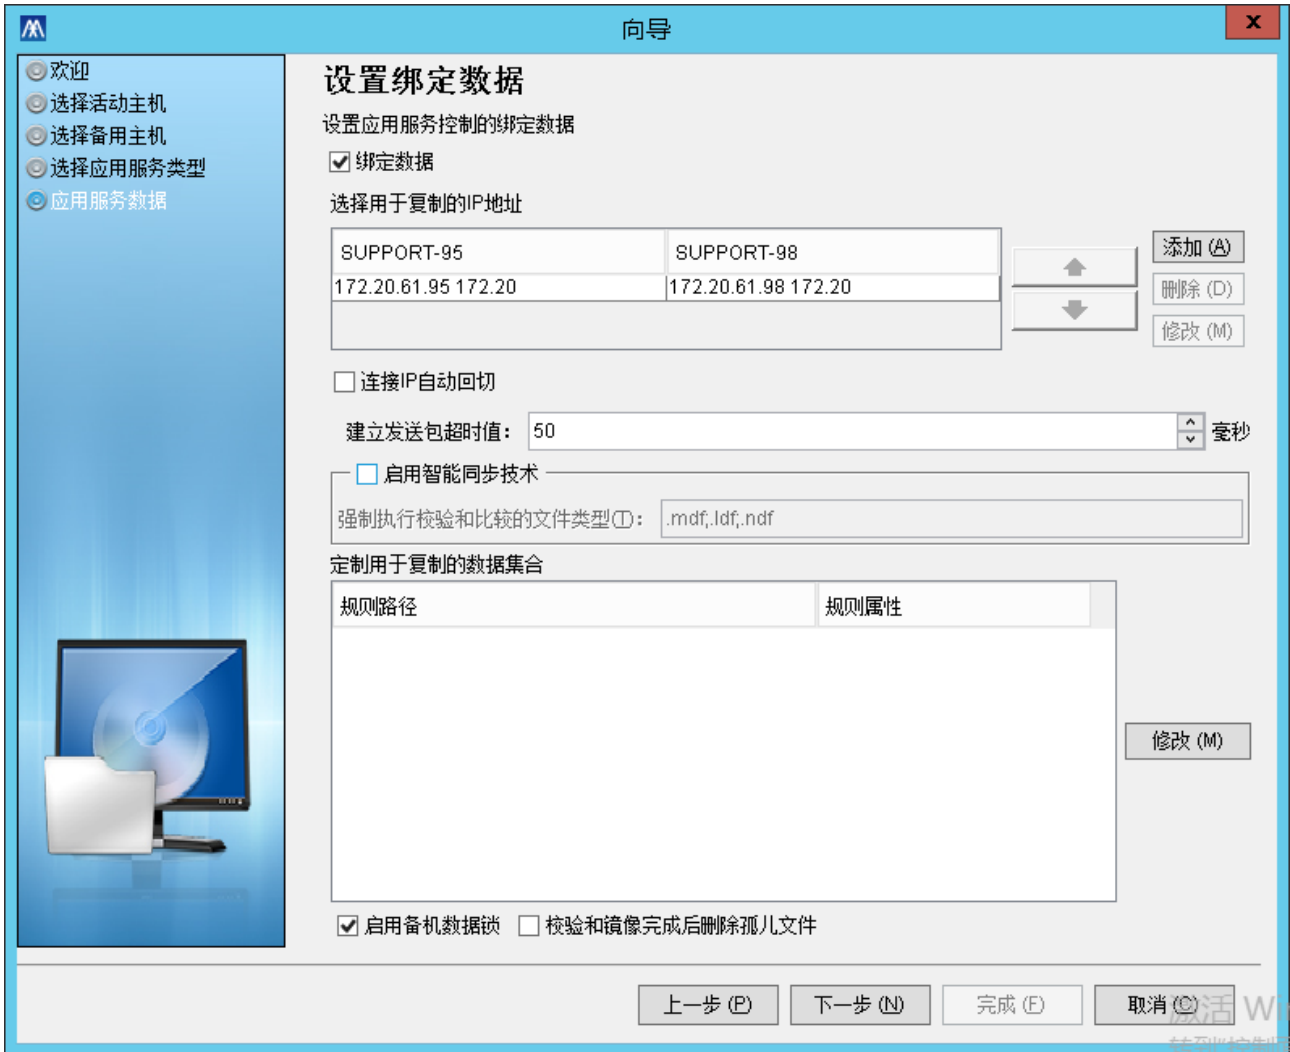 向导
欢迎
选择活动主机
选择备用主机
选择应用服务类型
应用服务数据
设置绑定数据
设置应用服务控制的绑定数据
绑定数据
选择用于复制的IP地址
SUPPORT-95 SUPPORT-98
172.20.61.95 172.20 172.20.61.98 172.20
添加 (A)
删除 (D)
修改 (M)
连接IP自动回切
建立发送包超时值： 50 毫秒
启用智能同步技术
强制执行校验和比较的文件类型(T)： .mdf;.ldf;.ndf
定制用于复制的数据集合
规则路径 规则属性
修改 (M)
启用备机数据锁 校验和镜像完成后删除孤儿文件
上一步 (P) 下一步 (N) 完成 (F) 取消 (C)
激活 Wi